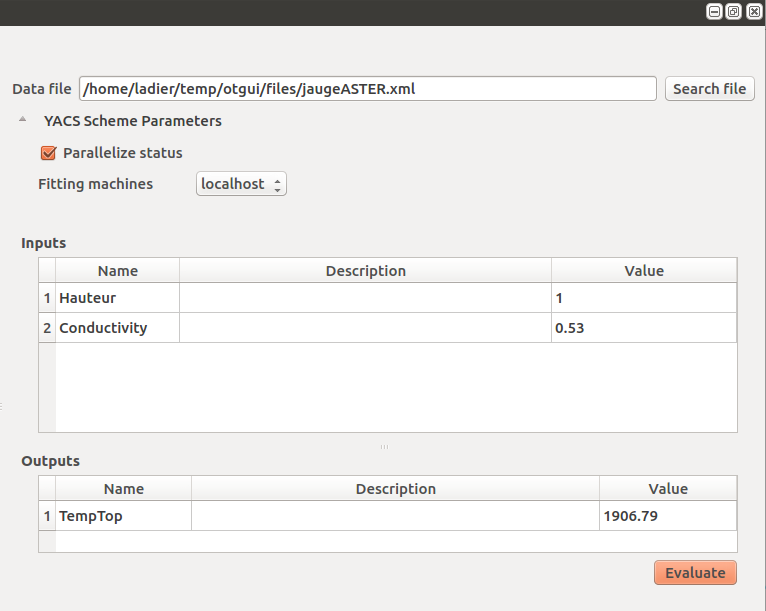 Data file /home/ladier/temp/otgui/files/jaugeASTER.xml Search file
YACS Scheme Parameters
Parallelize status
Fitting machines localhost
Inputs
Name Description Value
1 Hauteur 1
2 Conductivity 0.53
Outputs
Name Description Value
1 TempTop 1906.79
Evaluate